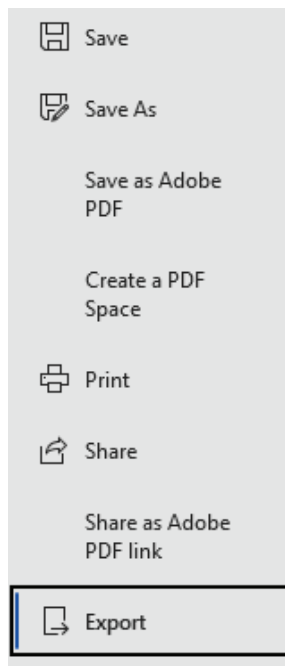 Save
Save As
Save as Adobe
PDF
Create a PDF
Space
Print
Share
Share as Adobe
PDF link
Export